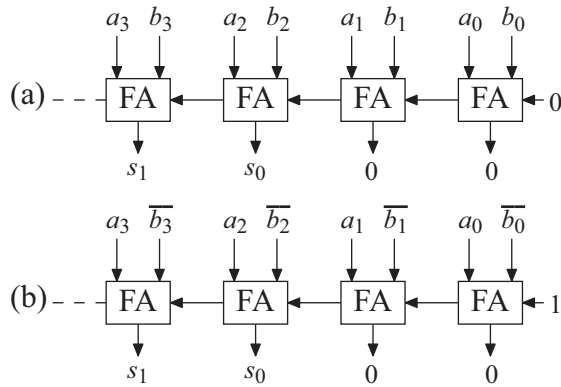 a₃ b₃ a₂ b₂ a₁ b₁ a₀ b₀
(a) FA FA FA FA 0
s₁ s₀ 0 0
a₃ b̅₃̅ a₂ b̅₂̅ a₁ b̅₁̅ a₀ b̅₀̅
(b) FA FA FA FA 1
s₁ s₀ 0 0